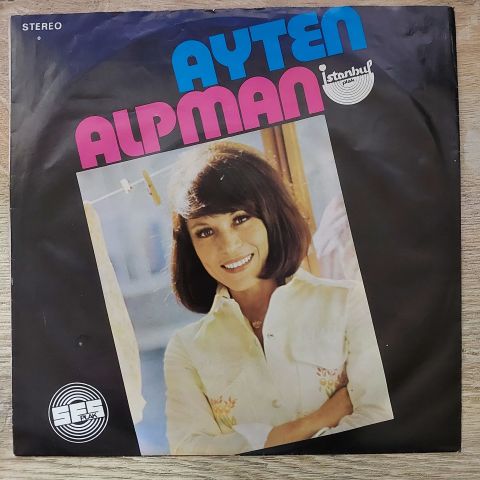 STEREO
AYTEN
ALPMAN
istanbul
plak
SES
PLAK